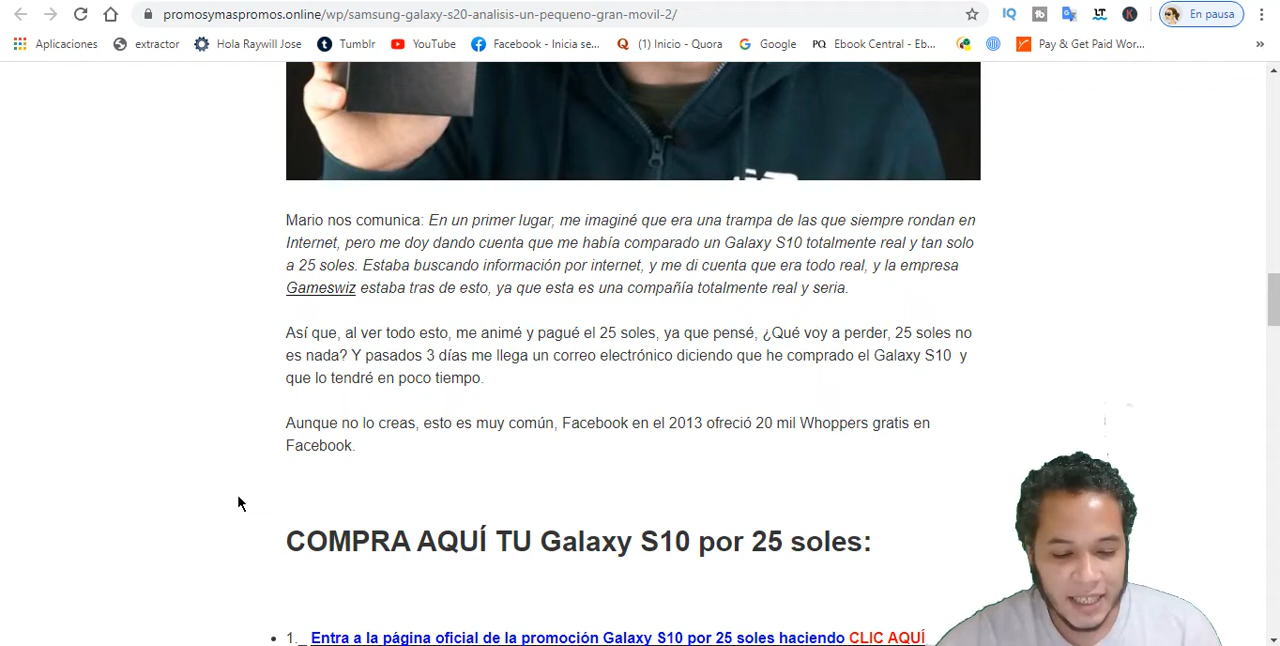 promosymaspromos.online/wp/samsung-galaxy-s20-analisis-un-pequeno-gran-movil-2/
IQ
tb
LT
K
En pausa
Aplicaciones
extractor
Hola Raywill Jose
Tumblr
YouTube
Facebook - Inicia se...
(1) Inicio - Quora
Google
PQ Ebook Central - Eb...
Pay & Get Paid Wor...
»
Mario nos comunica: En un primer lugar, me imaginé que era una trampa de las que siempre rondan en
Internet, pero me doy dando cuenta que me había comparado un Galaxy S10 totalmente real y tan solo
a 25 soles. Estaba buscando información por internet, y me di cuenta que era todo real, y la empresa
Gameswiz estaba tras de esto, ya que esta es una compañía totalmente real y seria.
Así que, al ver todo esto, me animé y pagué el 25 soles, ya que pensé, ¿Qué voy a perder, 25 soles no
es nada? Y pasados 3 días me llega un correo electrónico diciendo que he comprado el Galaxy S10 y
que lo tendré en poco tiempo.
Aunque no lo creas, esto es muy común, Facebook en el 2013 ofreció 20 mil Whoppers gratis en
Facebook.
COMPRA AQUÍ TU Galaxy S10 por 25 soles:
1. Entra a la página oficial de la promoción Galaxy S10 por 25 soles haciendo CLIC AQUÍ